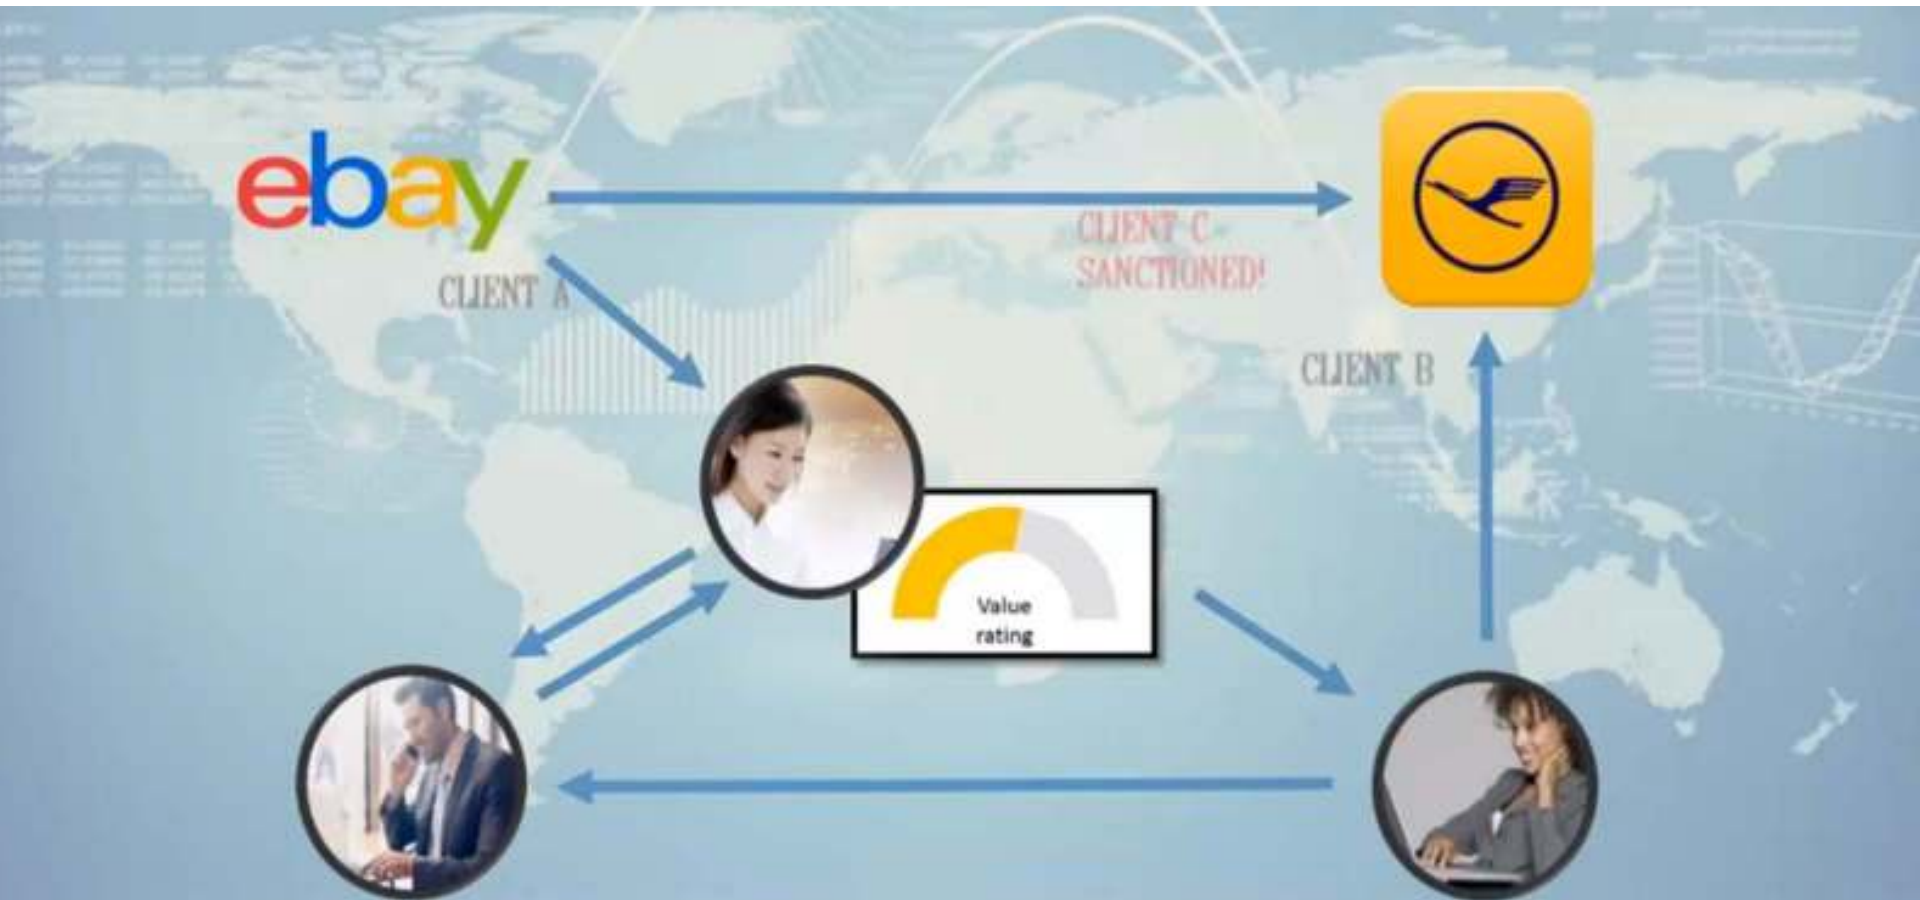 ebay
CLIENT A
CLIENT C
SANCTIONED!
CLIENT B
Value
rating